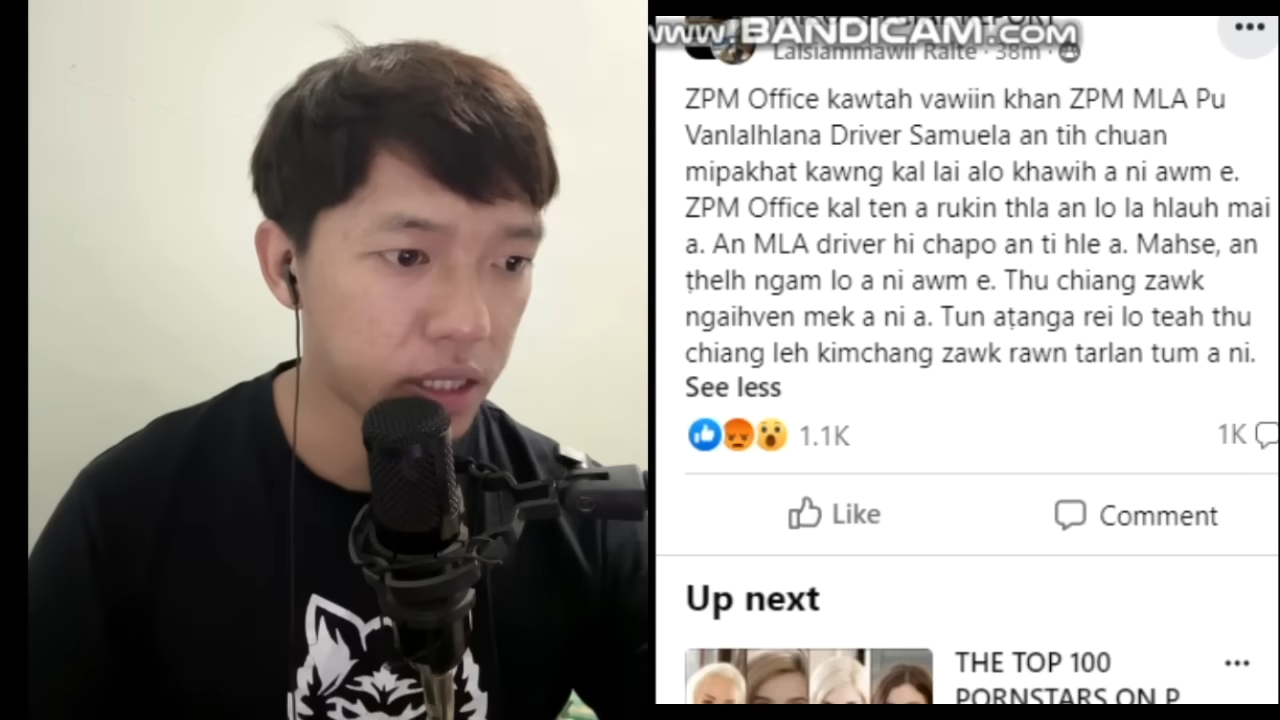 www.BANDICAM.com
Lalsiammawii Ralte · 38m ·
ZPM Office kawtah vawiin khan ZPM MLA Pu
Vanlalhlana Driver Samuela an tih chuan
mipakhat kawng kal lai alo khawih a ni awm e.
ZPM Office kal ten a rukin thla an lo la hlauh mai
a. An MLA driver hi chapo an ti hle a. Mahse, an
ṭhelh ngam lo a ni awm e. Thu chiang zawk
ngaihven mek a ni a. Tun aṭanga rei lo teah thu
chiang leh kimchang zawk rawn tarlan tum a ni.
See less
1.1K
1K
Like
Comment
Up next
THE TOP 100
PORNSTARS ON P